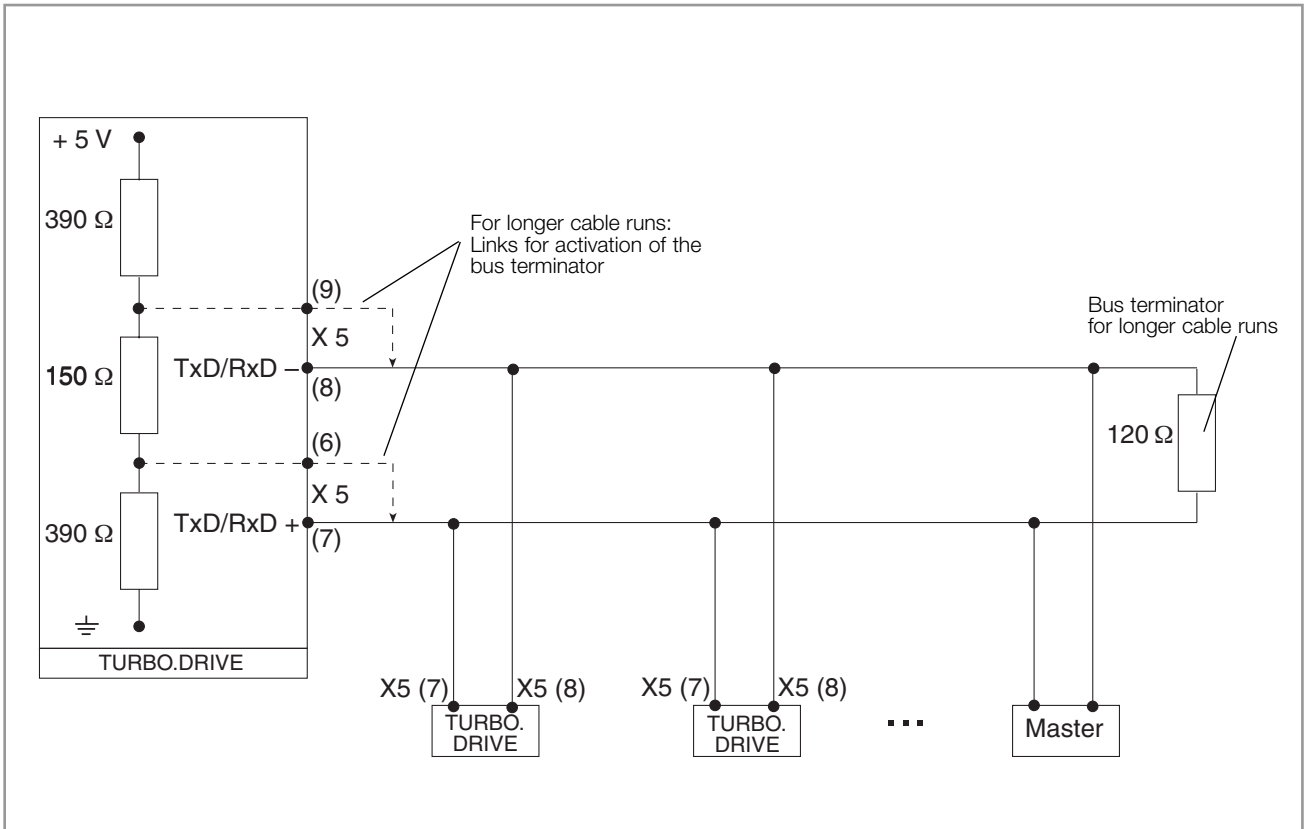 + 5 V
390 Ω
150 Ω
390 Ω
TURBO.DRIVE
(9)
X 5
TxD/RxD –
(8)
(6)
X 5
TxD/RxD +
(7)
For longer cable runs:
Links for activation of the
bus terminator
Bus terminator
for longer cable runs
120 Ω
X5 (7)
X5 (8)
TURBO.
DRIVE
X5 (7)
X5 (8)
TURBO.
DRIVE
...
Master